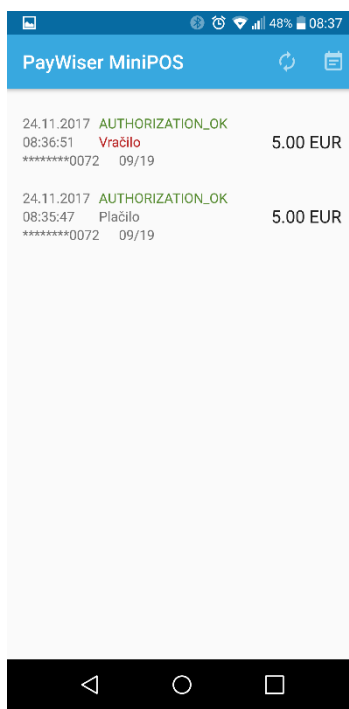 48% 08:37
PayWiser MiniPOS
24.11.2017 AUTHORIZATION_OK
08:36:51 Vračilo 5.00 EUR
********0072 09/19
24.11.2017 AUTHORIZATION_OK
08:35:47 Plačilo 5.00 EUR
********0072 09/19